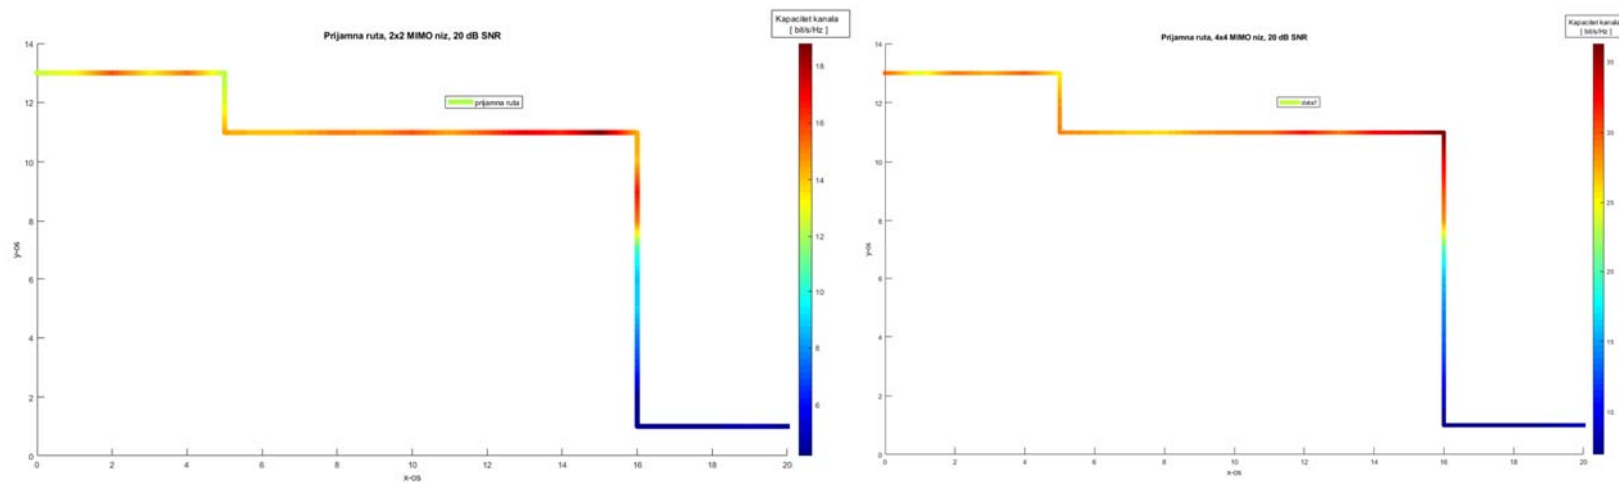 Kapacitet kanala
[ bit/s/Hz ]
Prijamna ruta, 2x2 MIMO niz, 20 dB SNR
14
12
10
8
6
4
2
0
y-os
prijamna ruta
0 2 4 6 8 10 12 14 16 18 20
x-os
18
16
14
12
10
8
6
Kapacitet kanala
[ bit/s/Hz ]
Prijamna ruta, 4x4 MIMO niz, 20 dB SNR
14
12
10
8
6
4
2
0
y-os
data1
0 2 4 6 8 10 12 14 16 18 20
x-os
35
30
25
20
15
10